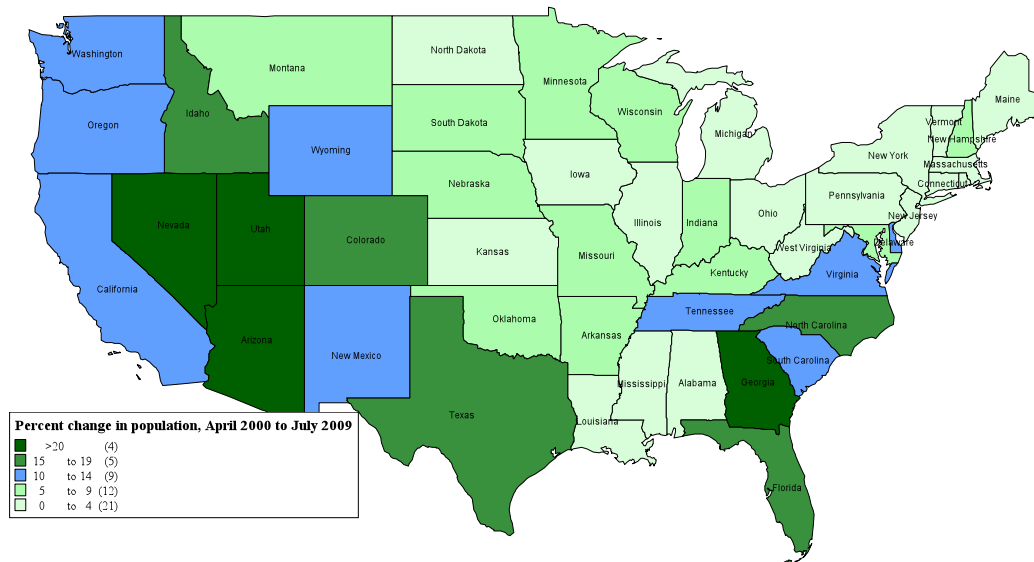 Washington
Montana
North Dakota
Minnesota
Maine
Idaho
Oregon
South Dakota
Wisconsin
Michigan
Vermont
New Hampshire
Wyoming
New York
Massachusetts
Nebraska
Iowa
Connecticut
Pennsylvania
Nevada
Utah
Colorado
Kansas
Illinois
Indiana
Ohio
New Jersey
West Virginia
Delaware
Missouri
Kentucky
Virginia
California
Arizona
New Mexico
Oklahoma
Arkansas
Tennessee
North Carolina
South Carolina
Texas
Louisiana
Mississippi
Alabama
Georgia
Florida
Percent change in population, April 2000 to July 2009
>20 (4)
15 to 19 (5)
10 to 14 (9)
5 to 9 (12)
0 to 4 (21)